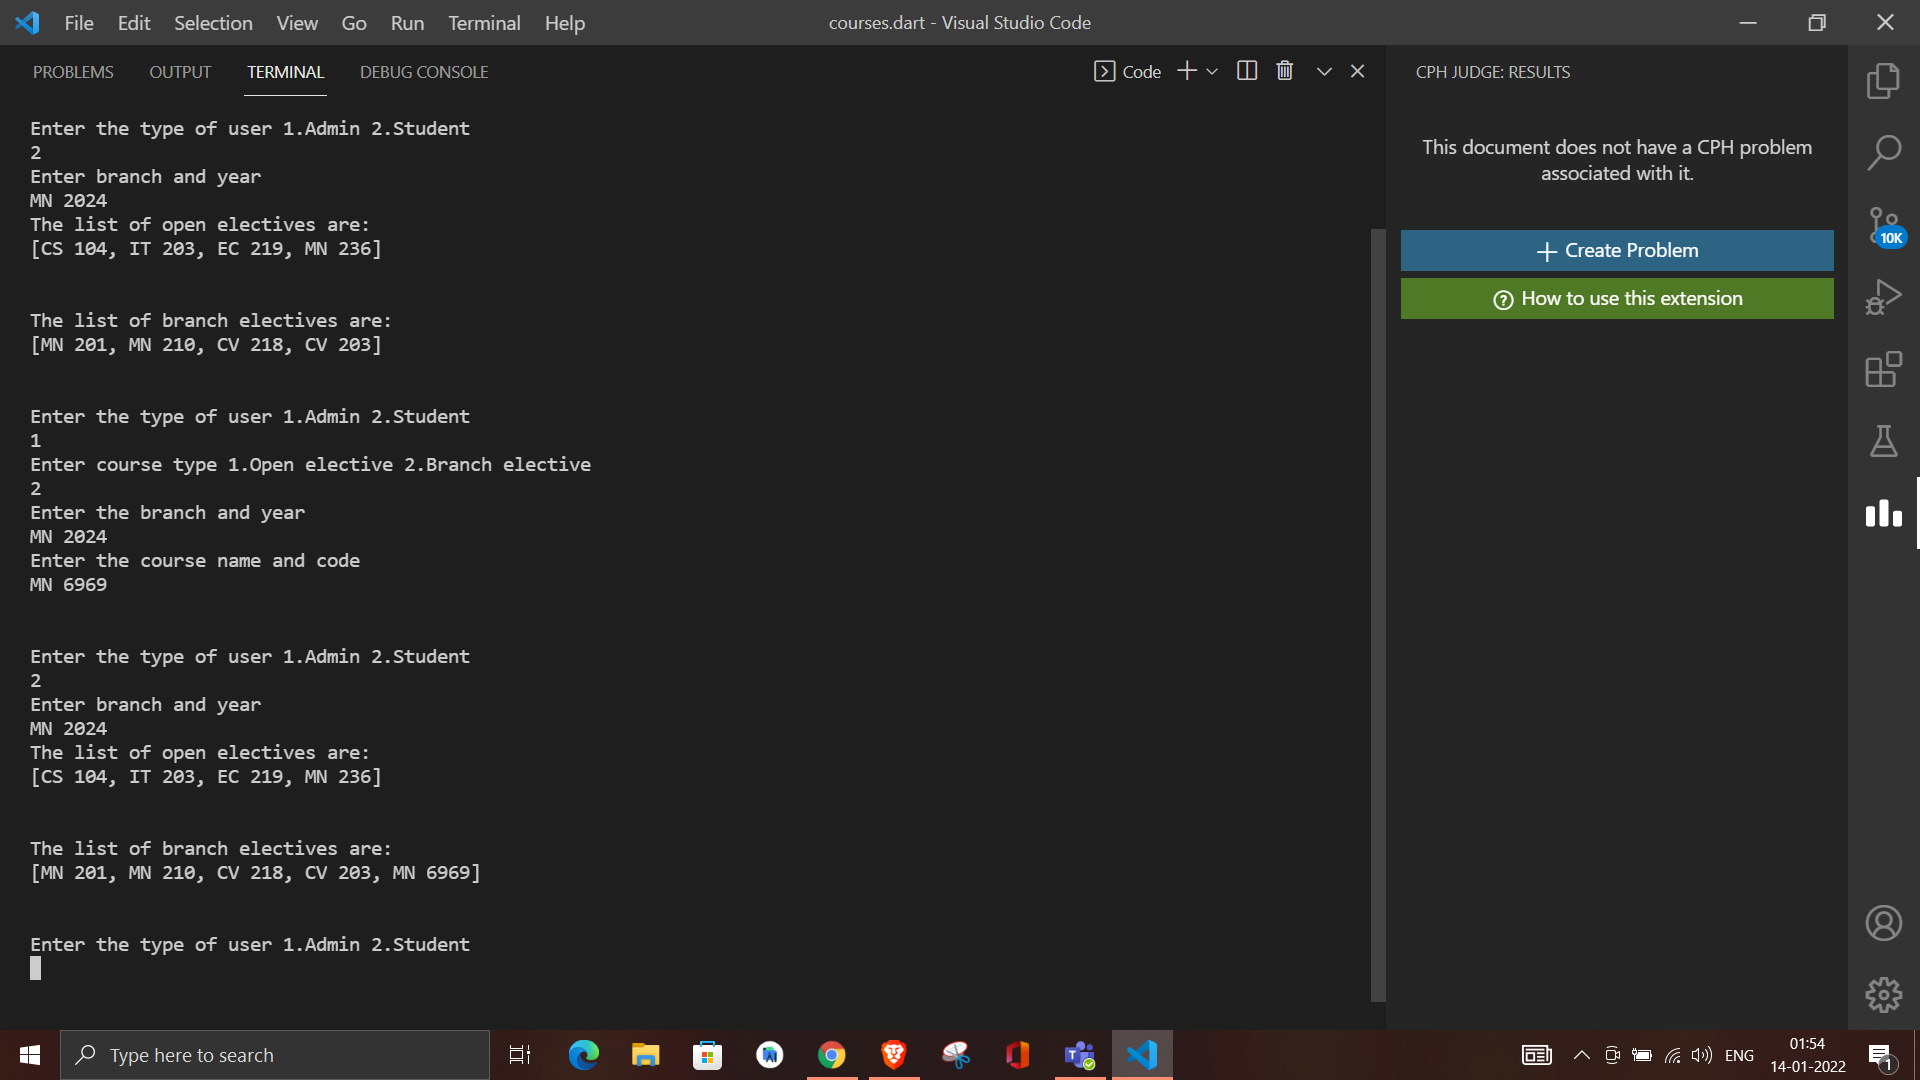 File Edit Selection View Go Run Terminal Help
courses.dart - Visual Studio Code
PROBLEMS OUTPUT TERMINAL DEBUG CONSOLE
Code
Enter the type of user 1.Admin 2.Student
2
Enter branch and year
MN 2024
The list of open electives are:
[CS 104, IT 203, EC 219, MN 236]
The list of branch electives are:
[MN 201, MN 210, CV 218, CV 203]
Enter the type of user 1.Admin 2.Student
1
Enter course type 1.Open elective 2.Branch elective
2
Enter the branch and year
MN 2024
Enter the course name and code
MN 6969
Enter the type of user 1.Admin 2.Student
2
Enter branch and year
MN 2024
The list of open electives are:
[CS 104, IT 203, EC 219, MN 236]
The list of branch electives are:
[MN 201, MN 210, CV 218, CV 203, MN 6969]
Enter the type of user 1.Admin 2.Student
CPH JUDGE: RESULTS
This document does not have a CPH problem
associated with it.
+ Create Problem
How to use this extension
10K
Type here to search
ENG
01:54
14-01-2022
1